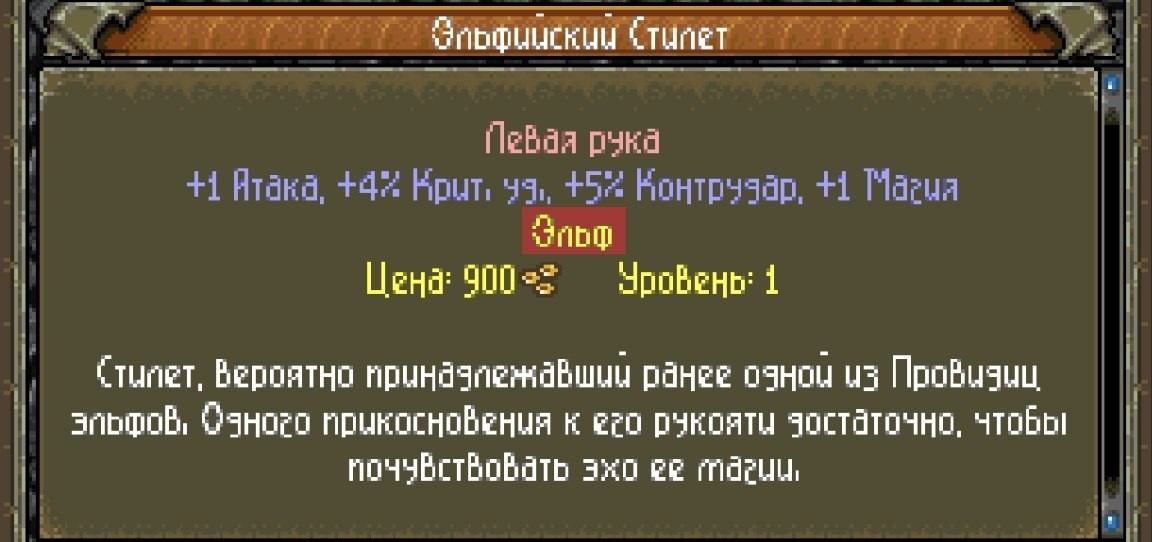 Эльфийский Стилет
Левая рука
+1 Атака, +4% Крит. уд., +5% Контрудар, +1 Магия
Эльф
Цена: 900 Уровень: 1
Стилет, вероятно принадлежавший ранее одной из Провидиц
эльфов. Одного прикосновения к его рукояти достаточно, чтобы
почувствовать эхо ее магии.